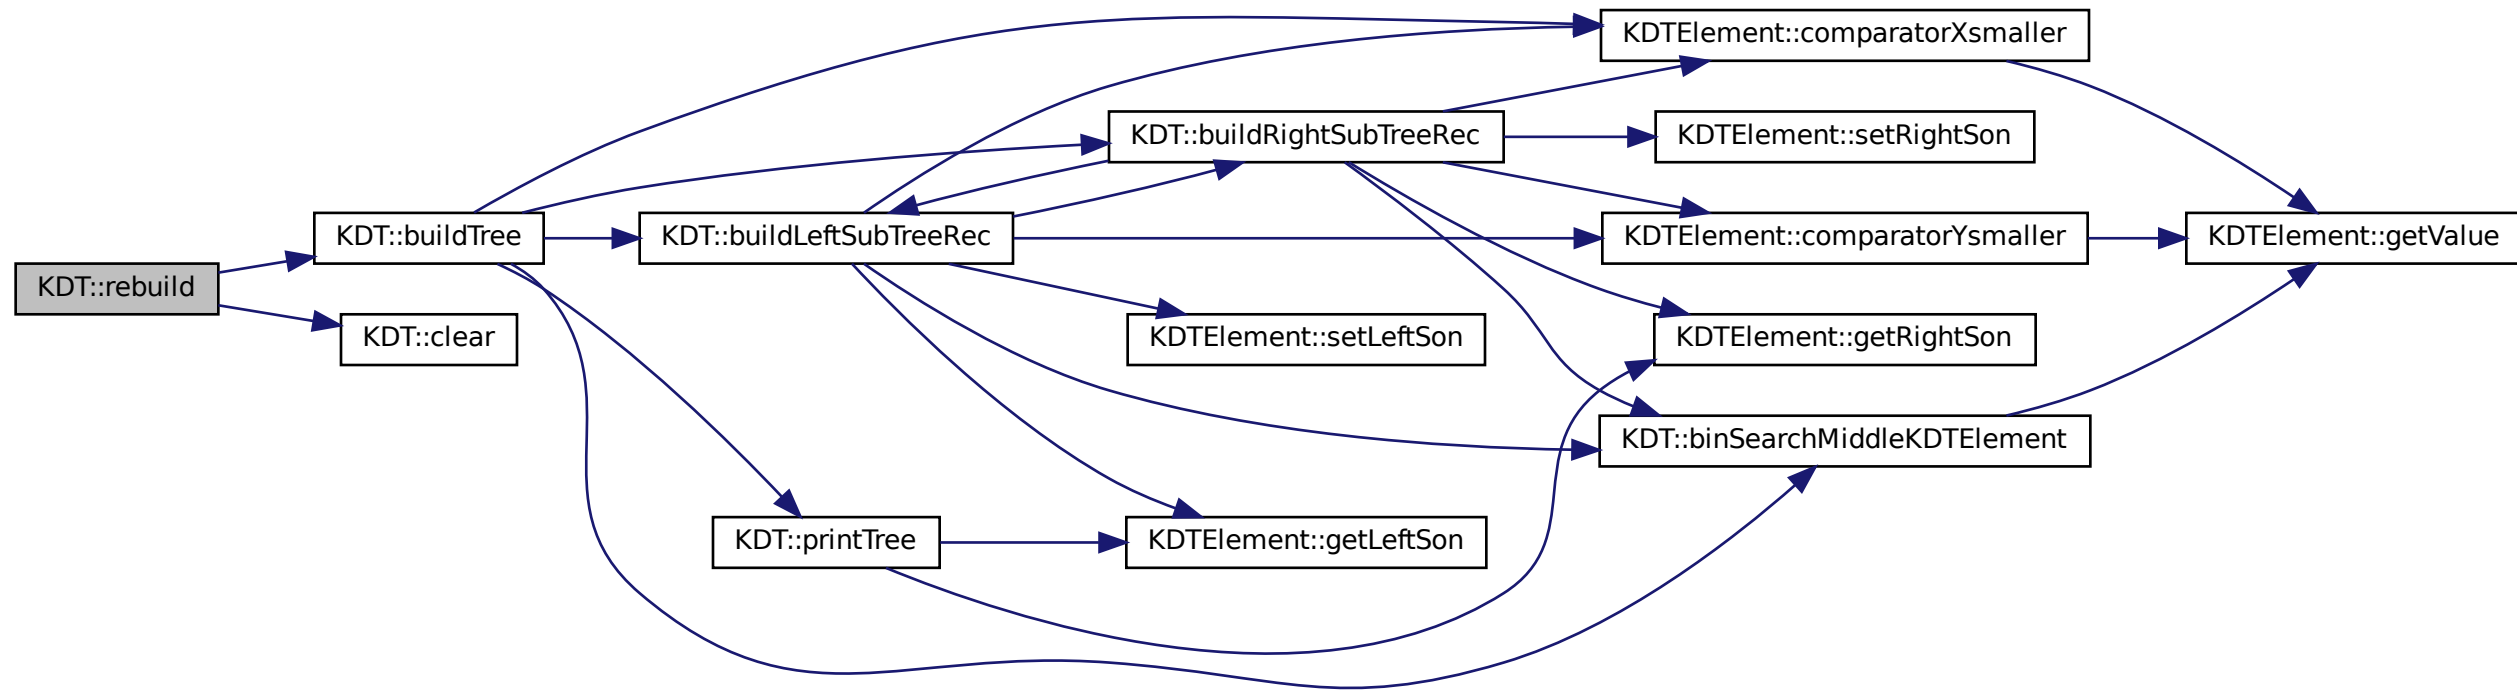 KDT::rebuild
KDT::buildTree
KDT::clear
KDT::buildLeftSubTreeRec
KDT::printTree
KDT::buildRightSubTreeRec
KDTElement::setLeftSon
KDTElement::getLeftSon
KDTElement::comparatorXsmaller
KDTElement::setRightSon
KDTElement::comparatorYsmaller
KDTElement::getRightSon
KDT::binSearchMiddleKDTElement
KDTElement::getValue